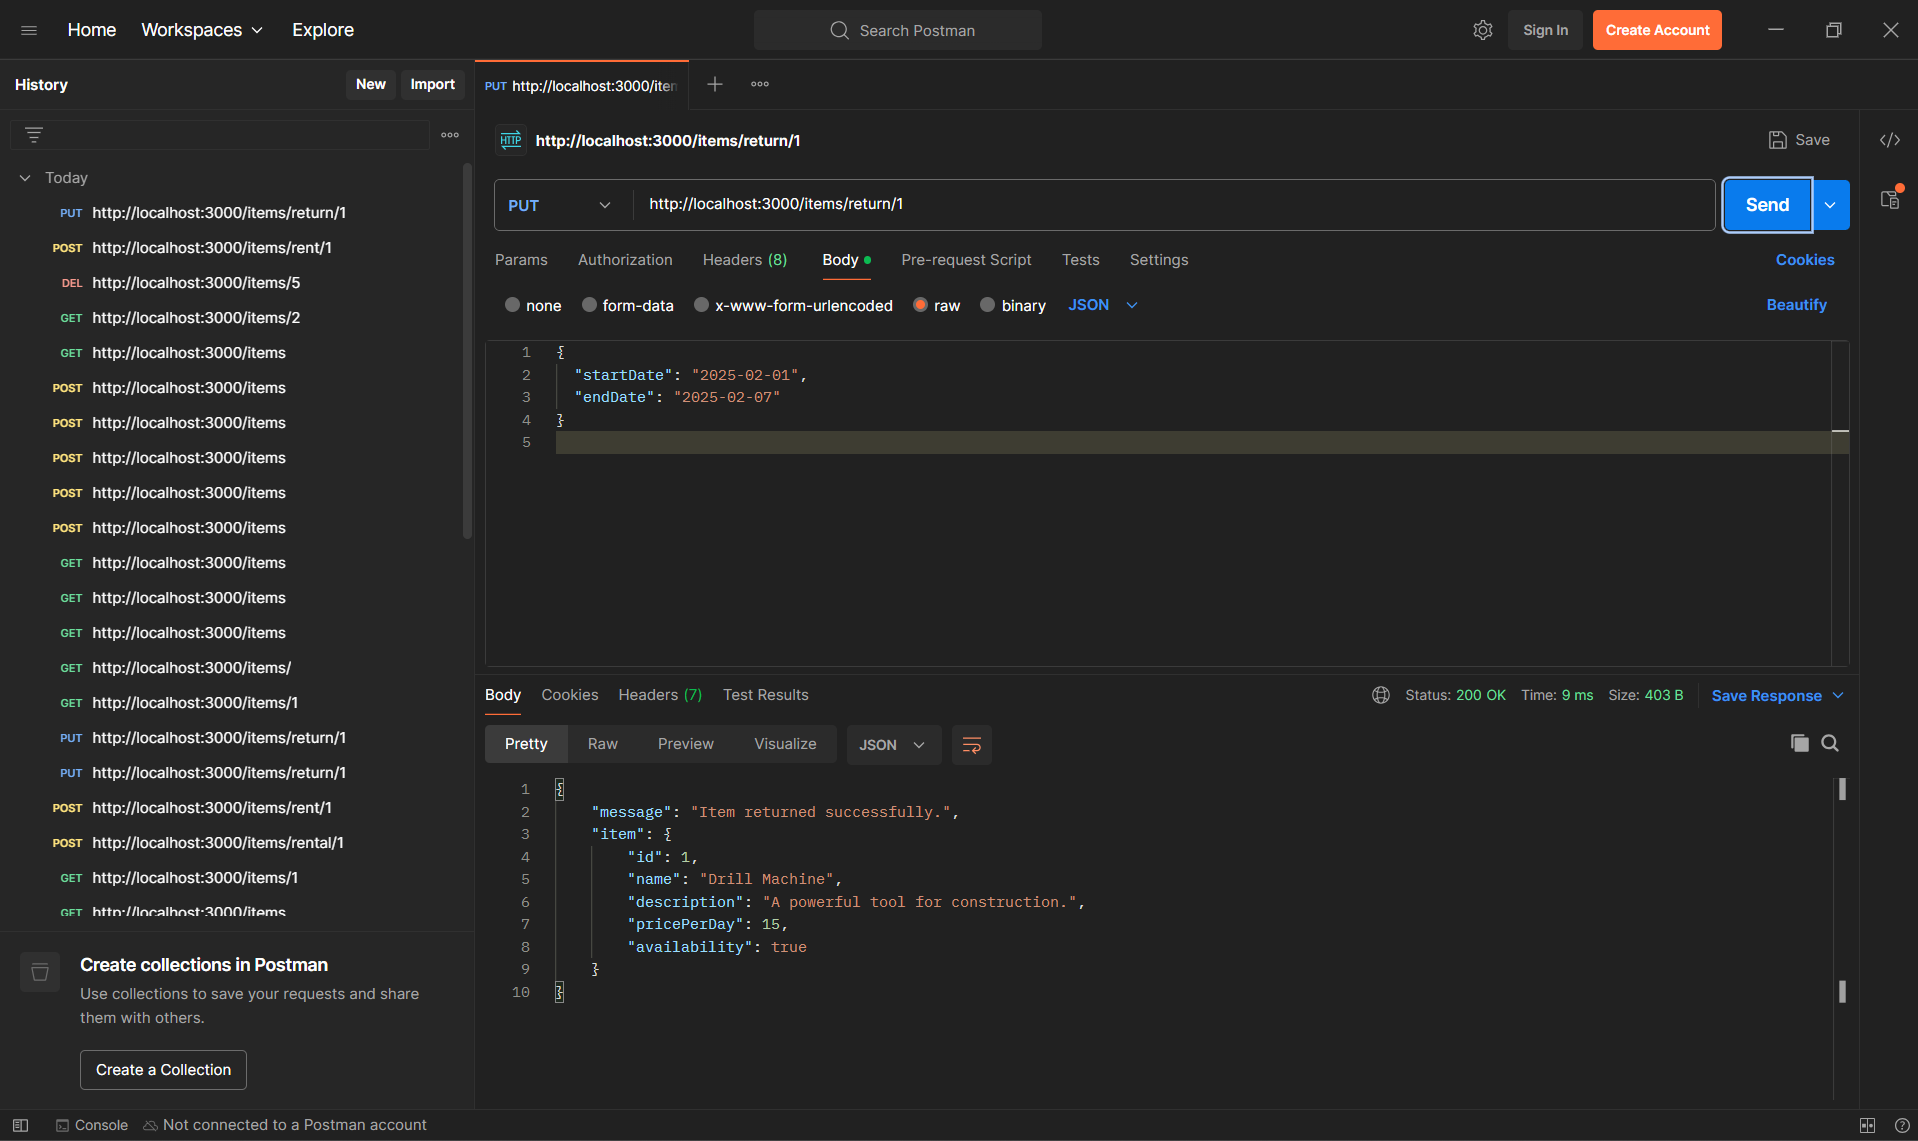 Home Workspaces Explore Search Postman Sign In Create Account
History New Import
PUT http://localhost:3000/iten
HTTP http://localhost:3000/items/return/1 Save
Today
PUT http://localhost:3000/items/return/1
POST http://localhost:3000/items/rent/1
DEL http://localhost:3000/items/5
GET http://localhost:3000/items/2
GET http://localhost:3000/items
POST http://localhost:3000/items
POST http://localhost:3000/items
POST http://localhost:3000/items
POST http://localhost:3000/items
POST http://localhost:3000/items
GET http://localhost:3000/items
GET http://localhost:3000/items
GET http://localhost:3000/items
GET http://localhost:3000/items/
GET http://localhost:3000/items/1
PUT http://localhost:3000/items/return/1
PUT http://localhost:3000/items/return/1
POST http://localhost:3000/items/rent/1
POST http://localhost:3000/items/rental/1
GET http://localhost:3000/items/1
GET http://localhost:3000/items
Create collections in Postman
Use collections to save your requests and share
them with others.
Create a Collection
PUT http://localhost:3000/items/return/1 Send
Params Authorization Headers (8) Body Pre-request Script Tests Settings Cookies
none form-data x-www-form-urlencoded raw binary JSON Beautify
1 {
2 "startDate": "2025-02-01",
3 "endDate": "2025-02-07"
4 }
5
Body Cookies Headers (7) Test Results Status: 200 OK Time: 9 ms Size: 403 B Save Response
Pretty Raw Preview Visualize JSON
1 {
2 "message": "Item returned successfully.",
3 "item": {
4 "id": 1,
5 "name": "Drill Machine",
6 "description": "A powerful tool for construction.",
7 "pricePerDay": 15,
8 "availability": true
9 }
10 }
Console Not connected to a Postman account